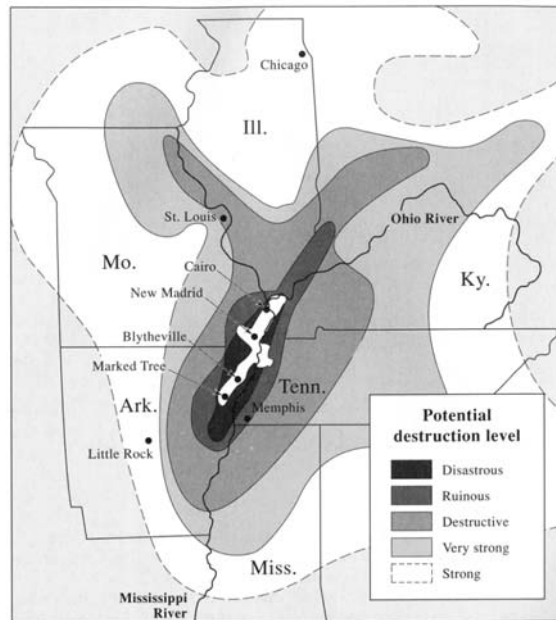 Chicago
Ill.
St. Louis
Ohio River
Mo.
Cairo
Ky.
New Madrid
Blytheville
Marked Tree
Tenn.
Ark.
Memphis
Little Rock
Miss.
Mississippi
River
Potential
destruction level
Disastrous
Ruinous
Destructive
Very strong
Strong